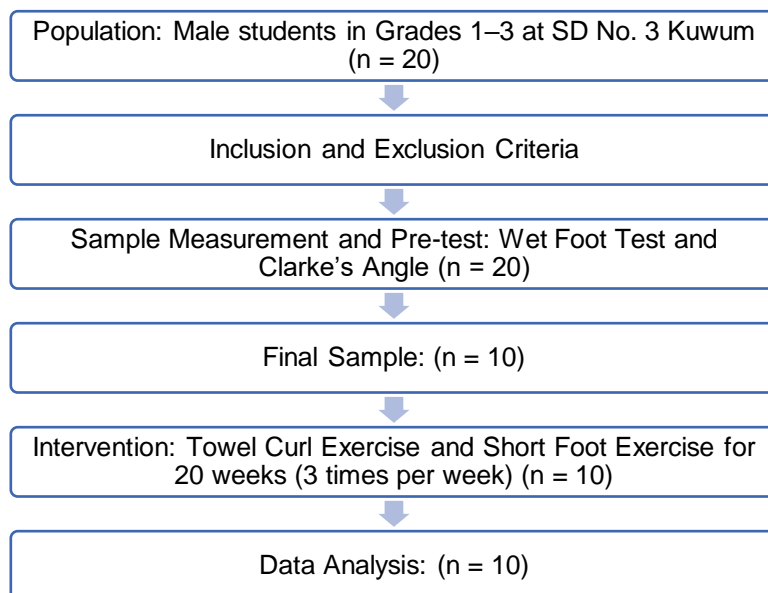 Population: Male students in Grades 1–3 at SD No. 3 Kuwum
(n = 20)
Inclusion and Exclusion Criteria
Sample Measurement and Pre-test: Wet Foot Test and
Clarke’s Angle (n = 20)
Final Sample: (n = 10)
Intervention: Towel Curl Exercise and Short Foot Exercise for
20 weeks (3 times per week) (n = 10)
Data Analysis: (n = 10)